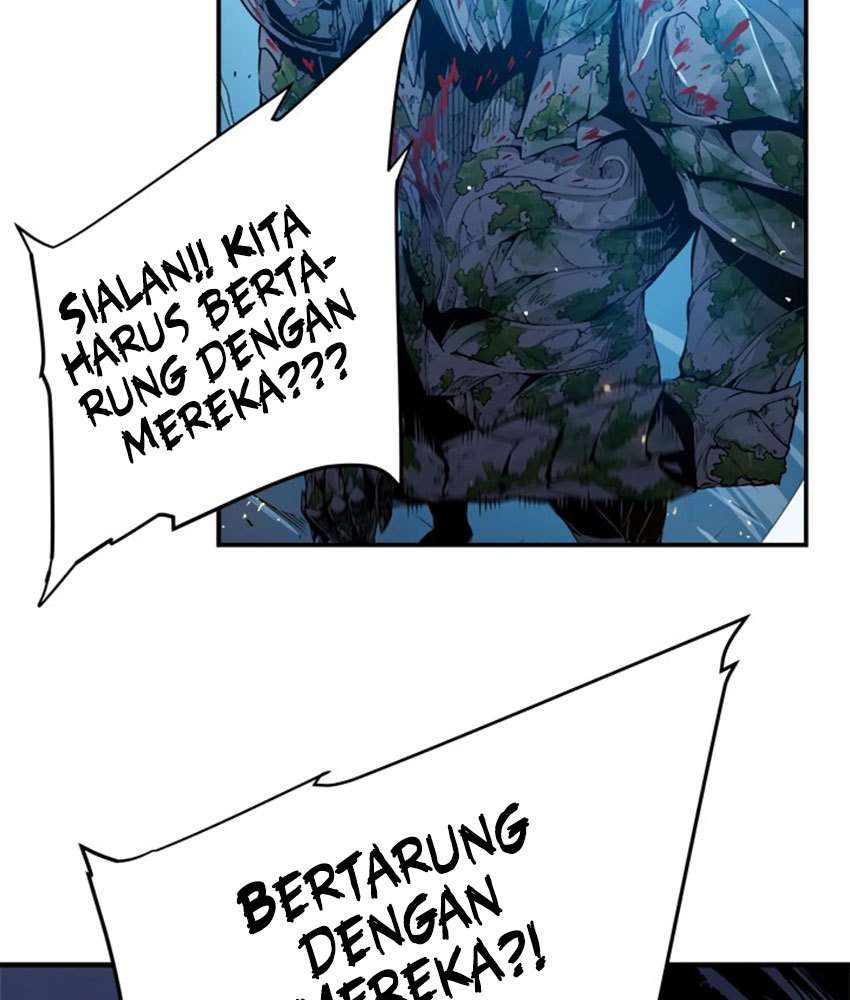 SIALAN!! KITA
HARUS BERTA-
RUNG DENGAN
MEREKA???
BERTARUNG
DENGAN
MEREKA?!